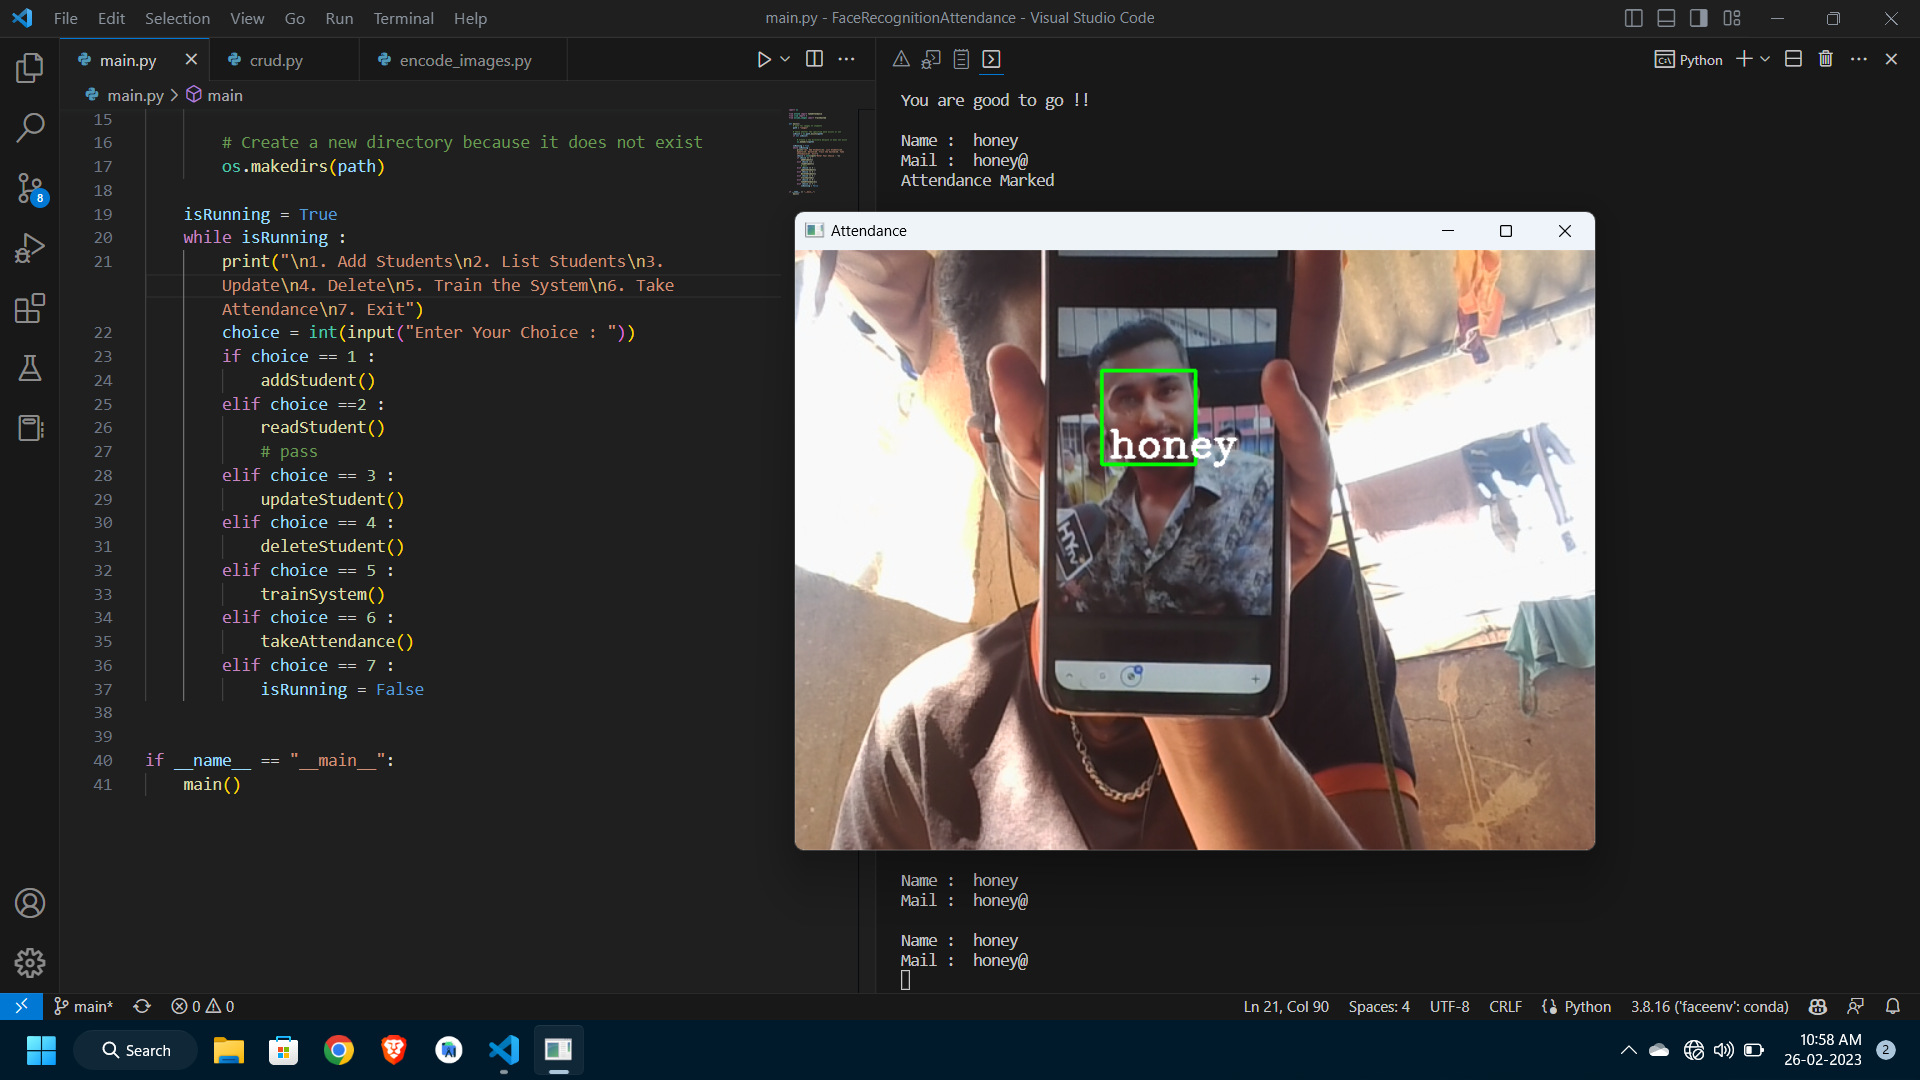 File Edit Selection View Go Run Terminal Help
main.py - FaceRecognitionAttendance - Visual Studio Code
main.py
crud.py
encode_images.py
Python
main.py > main
8
15
16 # Create a new directory because it does not exist
17 os.makedirs(path)
18
19 isRunning = True
20 while isRunning :
21 print("\n1. Add Students\n2. List Students\n3.
Update\n4. Delete\n5. Train the System\n6. Take
Attendance\n7. Exit")
22 choice = int(input("Enter Your Choice : "))
23 if choice == 1 :
24 addStudent()
25 elif choice ==2 :
26 readStudent()
27 # pass
28 elif choice == 3 :
29 updateStudent()
30 elif choice == 4 :
31 deleteStudent()
32 elif choice == 5 :
33 trainSystem()
34 elif choice == 6 :
35 takeAttendance()
36 elif choice == 7 :
37 isRunning = False
38
39
40 if __name__ == "__main__":
41 main()
You are good to go !!
Name : honey
Mail : honey@
Attendance Marked
Attendance
honey
Name : honey
Mail : honey@
Name : honey
Mail : honey@
main*
0 0
Ln 21, Col 90
Spaces: 4
UTF-8
CRLF
Python
3.8.16 ('faceenv': conda)
Search
10:58 AM
26-02-2023
2